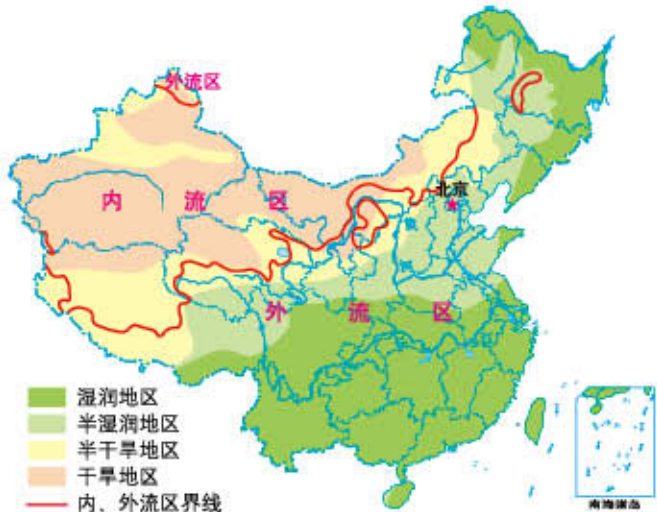 外流区
内 流 区
北京
外 流 区
湿润地区
半湿润地区
半干旱地区
干旱地区
内、外流区界线
南海诸岛